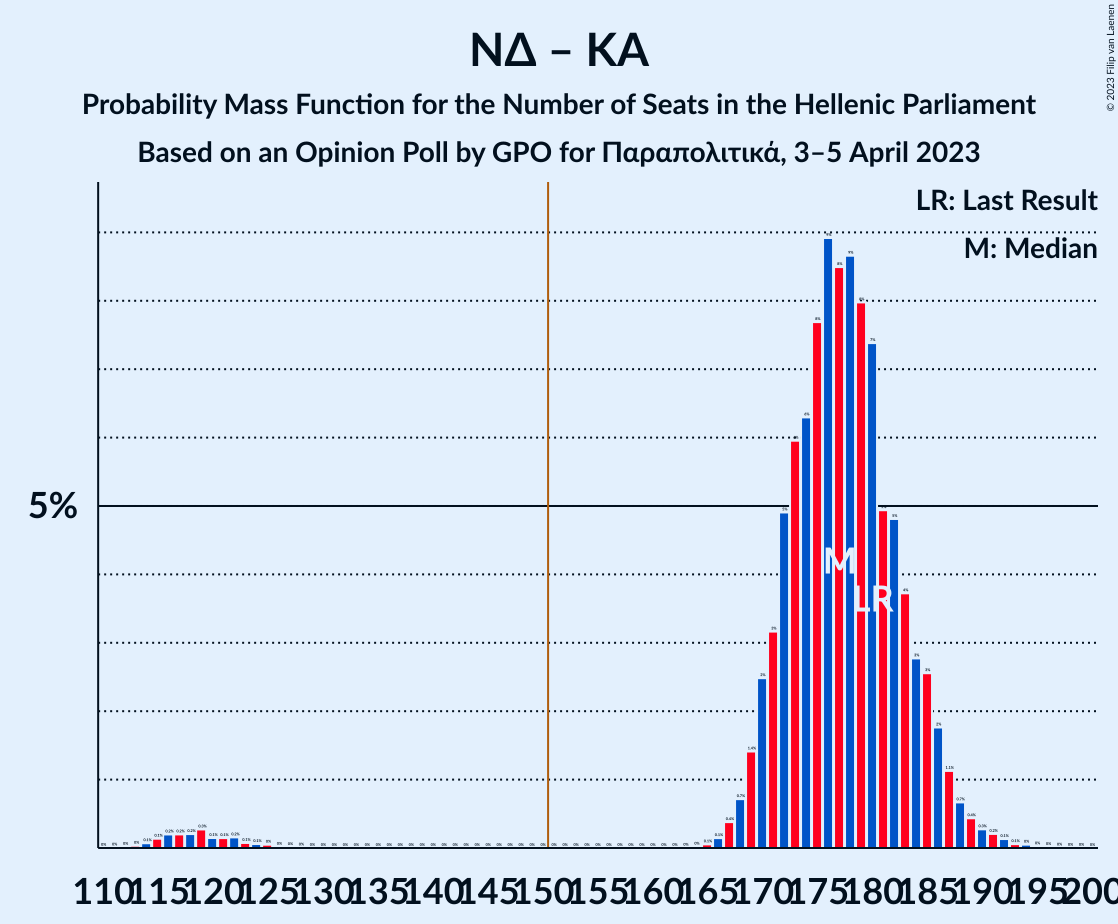 ΝΔ – ΚΑ
Probability Mass Function for the Number of Seats in the Hellenic Parliament
Based on an Opinion Poll by GPO for Παραπολιτικά, 3–5 April 2023
© 2023 Filip van Laenen
LR: Last Result
M: Median
5%
M
LR
110 115 120 125 130 135 140 145 150 155 160 165 170 175 180 185 190 195 200